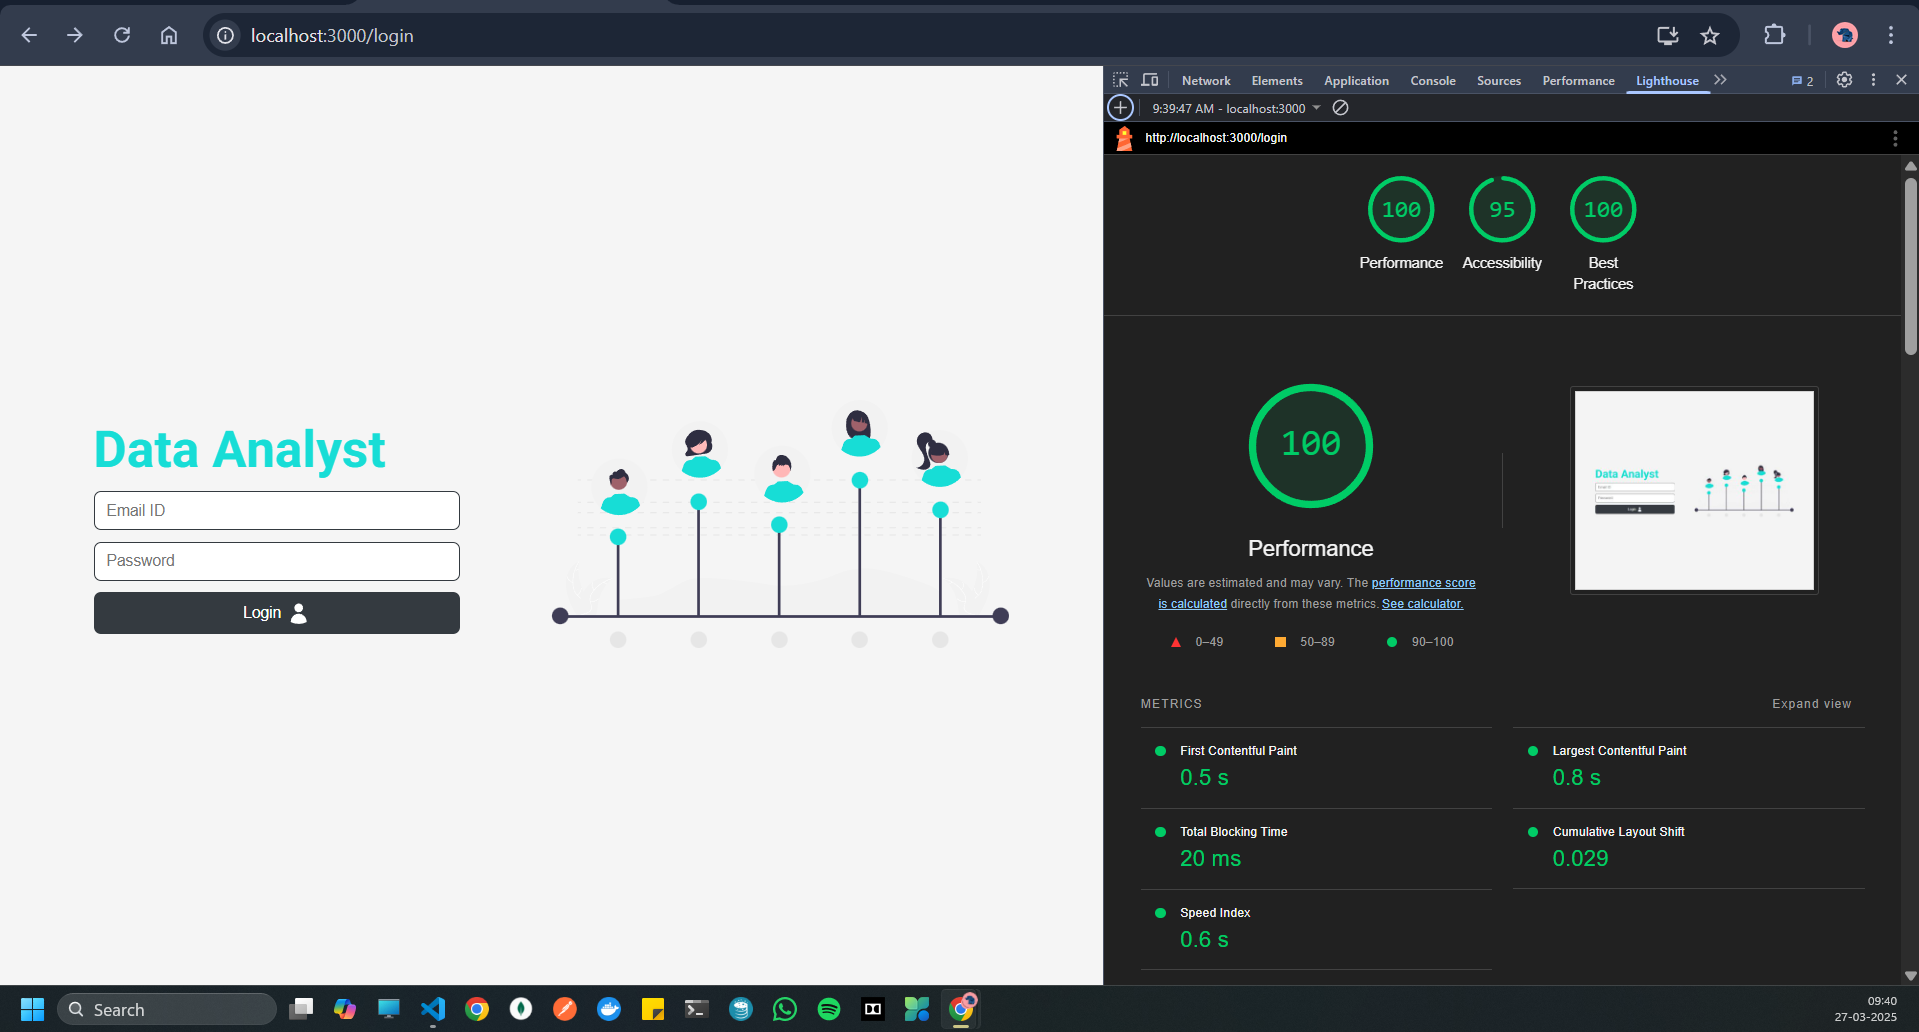 localhost:3000/login
Network Elements Application Console Sources Performance Lighthouse 2
9:39:47 AM - localhost:3000
http://localhost:3000/login
100 95 100
Performance Accessibility Best
Practices
Data Analyst
Email ID
Password
Login
100
Performance
Values are estimated and may vary. The performance score
is calculated directly from these metrics. See calculator.
0–49 50–89 90–100
METRICS Expand view
First Contentful Paint
0.5 s
Largest Contentful Paint
0.8 s
Total Blocking Time
20 ms
Cumulative Layout Shift
0.029
Speed Index
0.6 s
Data Analyst
Login
Search
09:40
27-03-2025